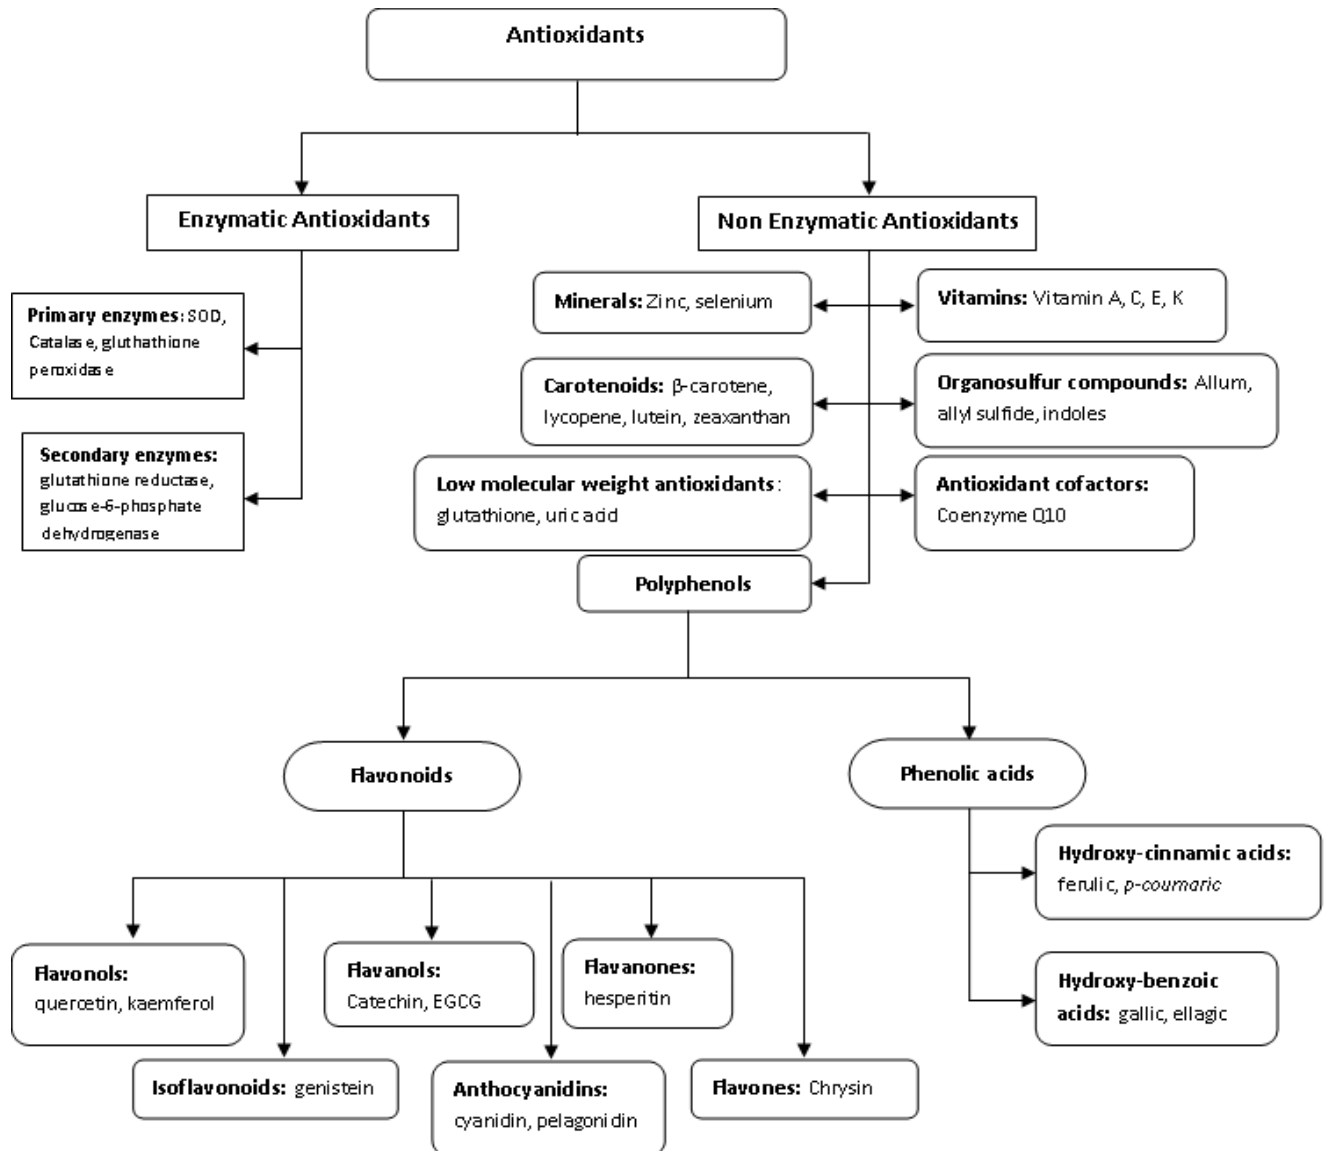 Antioxidants
Enzymatic Antioxidants
Non Enzymatic Antioxidants
Primary enzymes: SOD,
Catalase, gluthathione
peroxidase
Secondary enzymes:
glutathione reductase,
glucose-6-phosphate
dehydrogenase
Minerals: Zinc, selenium
Vitamins: Vitamin A, C, E, K
Carotenoids: β-carotene,
lycopene, lutein, zeaxanthan
Organosulfur compounds: Allum,
allyl sulfide, indoles
Low molecular weight antioxidants:
glutathione, uric acid
Antioxidant cofactors:
Coenzyme Q10
Polyphenols
Flavonoids
Phenolic acids
Hydroxy-cinnamic acids:
ferulic, p-coumaric
Hydroxy-benzoic
acids: gallic, ellagic
Flavonols:
quercetin, kaemferol
Flavanols:
Catechin, EGCG
Flavanones:
hesperitin
Isoflavonoids: genistein
Anthocyanidins:
cyanidin, pelagonidin
Flavones: Chrysin